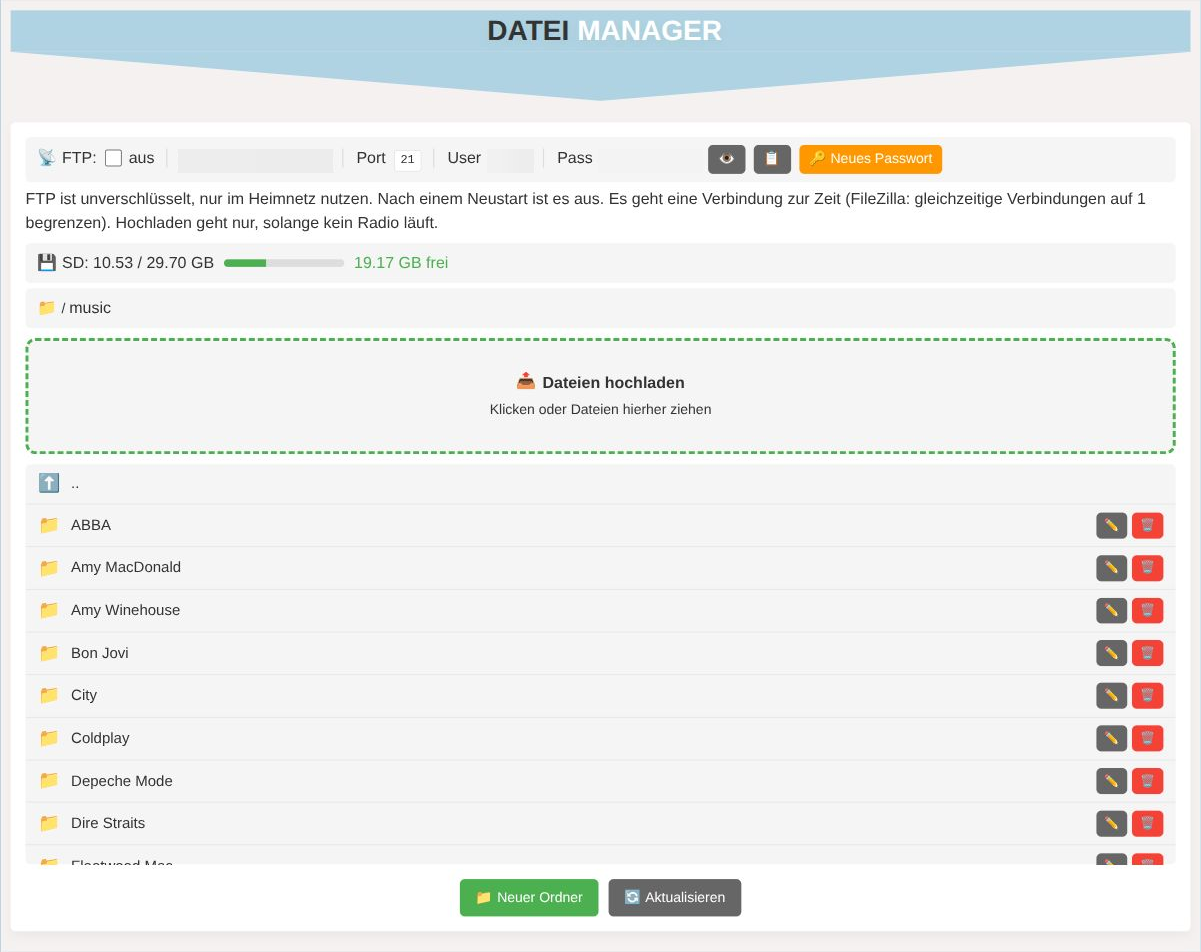 DATEI MANAGER
FTP: aus Port 21 User Pass Neues Passwort
FTP ist unverschlüsselt, nur im Heimnetz nutzen. Nach einem Neustart ist es aus. Es geht eine Verbindung zur Zeit (FileZilla: gleichzeitige Verbindungen auf 1
begrenzen). Hochladen geht nur, solange kein Radio läuft.
SD: 10.53 / 29.70 GB 19.17 GB frei
/ music
Dateien hochladen
Klicken oder Dateien hierher ziehen
..
ABBA
Amy MacDonald
Amy Winehouse
Bon Jovi
City
Coldplay
Depeche Mode
Dire Straits
Fleetwood Mac
Neuer Ordner Aktualisieren